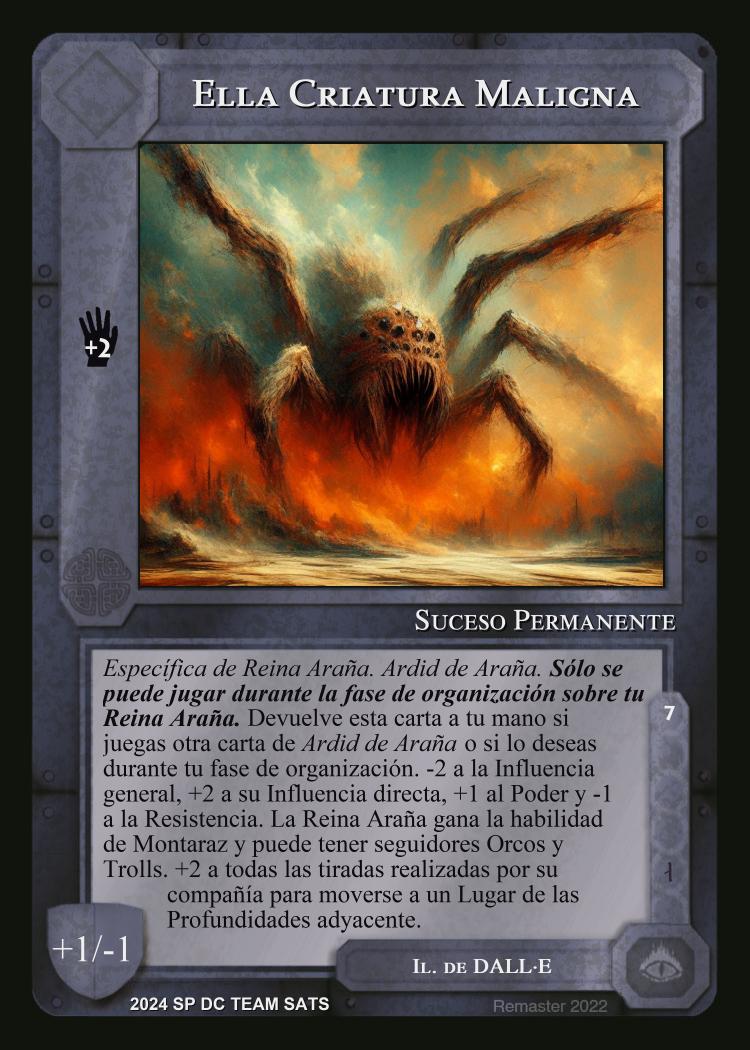 Ella Criatura Maligna
+2
Suceso Permanente
Específica de Reina Araña. Ardid de Araña. Sólo se
puede jugar durante la fase de organización sobre tu
Reina Araña. Devuelve esta carta a tu mano si
juegas otra carta de Ardid de Araña o si lo deseas
durante tu fase de organización. -2 a la Influencia
general, +2 a su Influencia directa, +1 al Poder y -1
a la Resistencia. La Reina Araña gana la habilidad
de Montaraz y puede tener seguidores Orcos y
Trolls. +2 a todas las tiradas realizadas por su
compañía para moverse a un Lugar de las
Profundidades adyacente.
7
+1/-1
Il. de DALL·E
2024 SP DC TEAM SATS
Remaster 2022